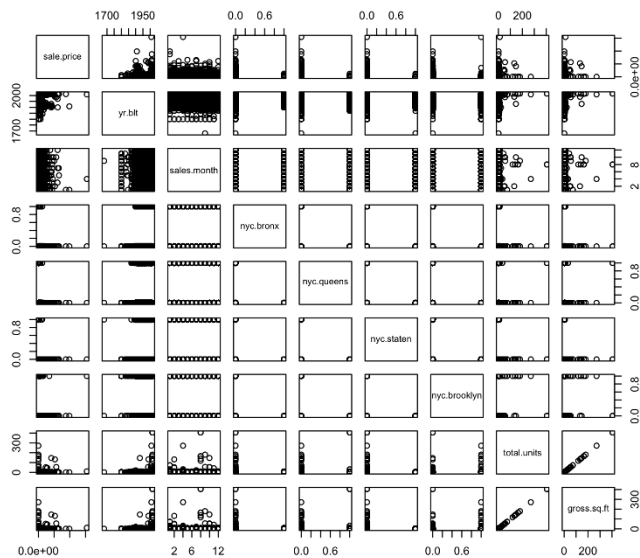 1700 1950
0.0 0.6
0.0 0.6
0 200
sale.price
0.0e+00
1700 2000
yr.blt
sales.month
2 6
0.0 0.8
nyc.bronx
nyc.queens
0.0 0.8
0.0 0.8
nyc.staten
nyc.brooklyn
0.0 0.8
0 300
total.units
gross.sq.ft
0 300
0.0e+00
2 6 12
0.0 0.6
0.0 0.6
0 200